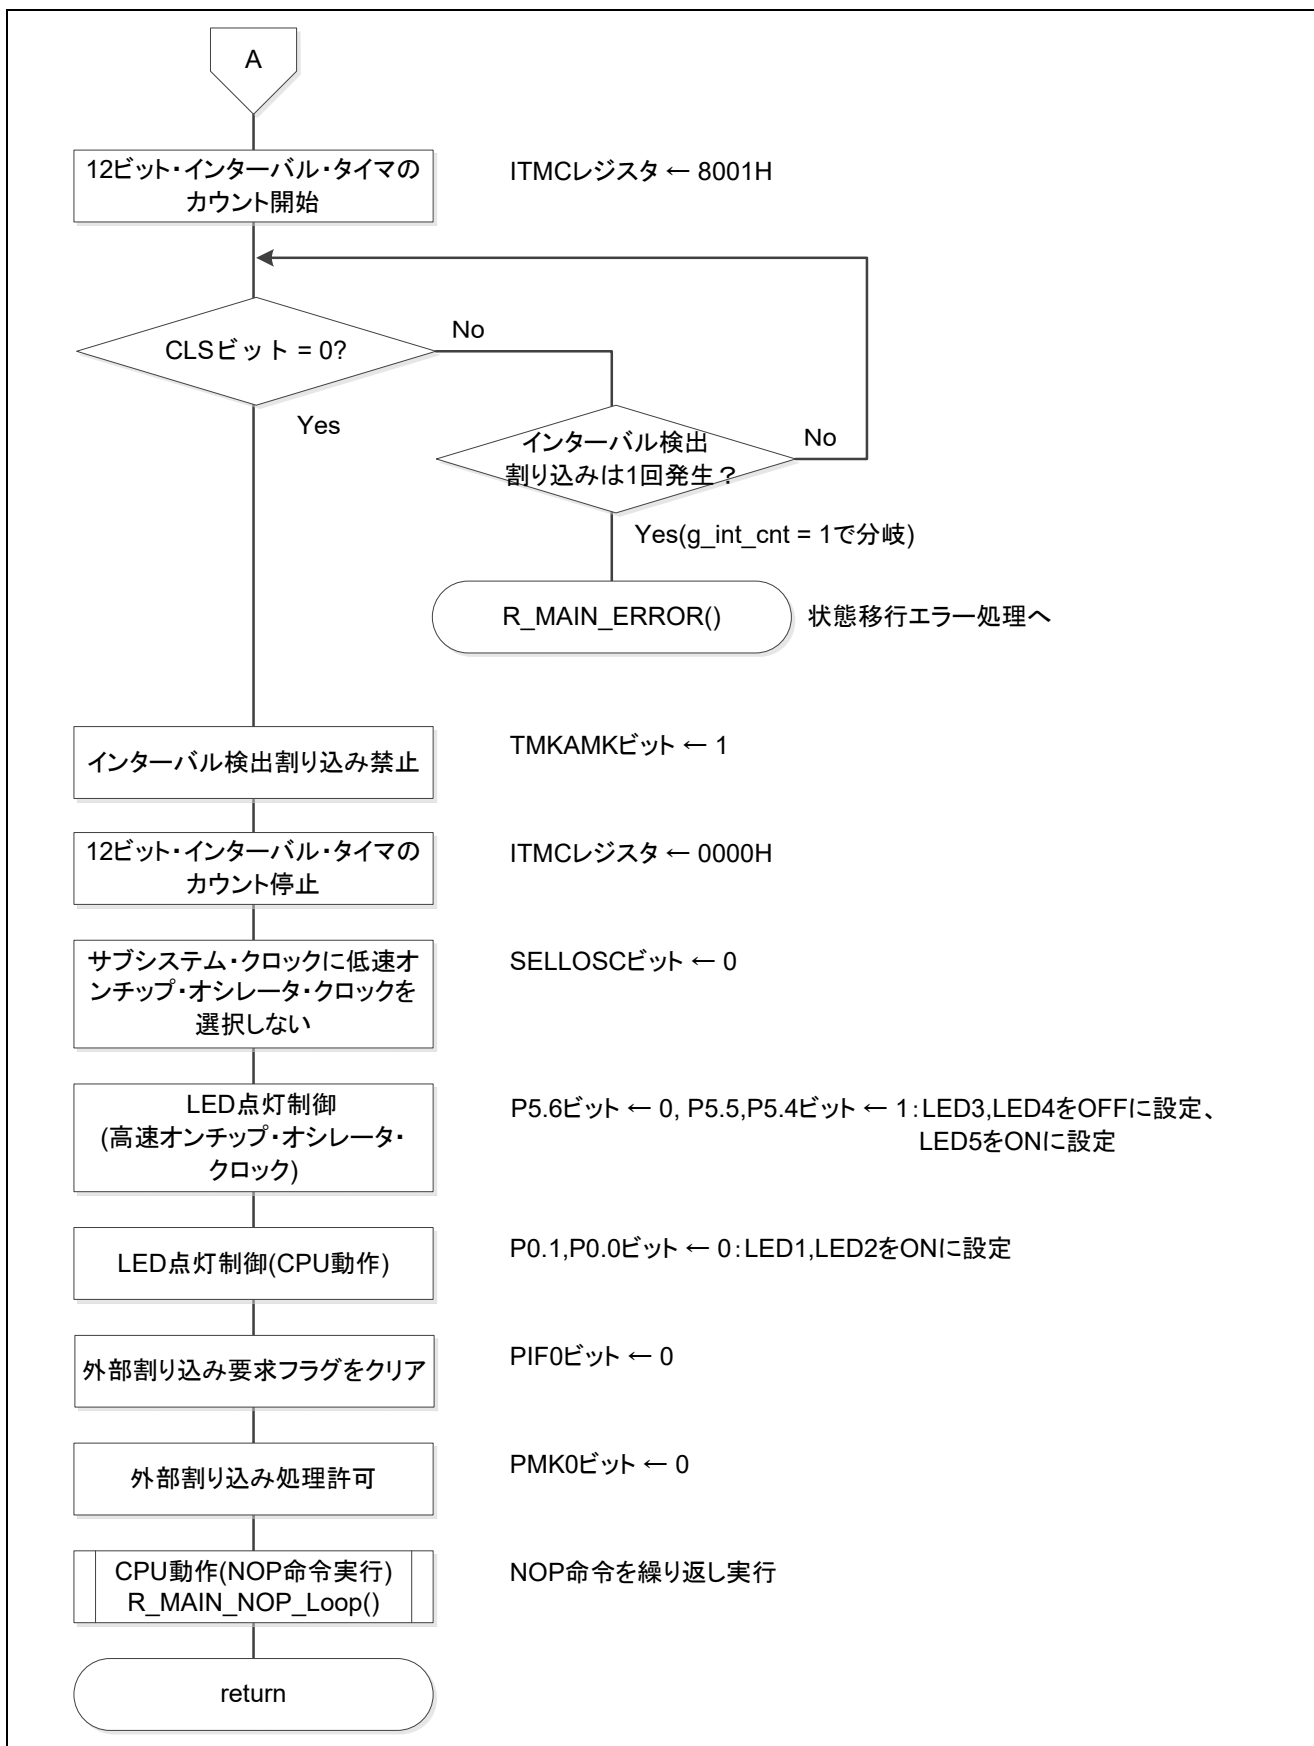 A
12ビット・インターバル・タイマの
カウント開始
ITMCレジスタ ← 8001H
CLSビット = 0?
No
Yes
インターバル検出
割り込みは1回発生？
No
Yes(g_int_cnt = 1で分岐)
R_MAIN_ERROR()
状態移行エラー処理へ
インターバル検出割り込み禁止
TMKAMKビット ← 1
12ビット・インターバル・タイマの
カウント停止
ITMCレジスタ ← 0000H
サブシステム・クロックに低速オ
ンチップ・オシレータ・クロックを
選択しない
SELLOSCビット ← 0
LED点灯制御
(高速オンチップ・オシレータ・
クロック)
P5.6ビット ← 0, P5.5,P5.4ビット ← 1：LED3,LED4をOFFに設定、
LED5をONに設定
LED点灯制御(CPU動作)
P0.1,P0.0ビット ← 0：LED1,LED2をONに設定
外部割り込み要求フラグをクリア
PIF0ビット ← 0
外部割り込み処理許可
PMK0ビット ← 0
CPU動作(NOP命令実行)
R_MAIN_NOP_Loop()
NOP命令を繰り返し実行
return